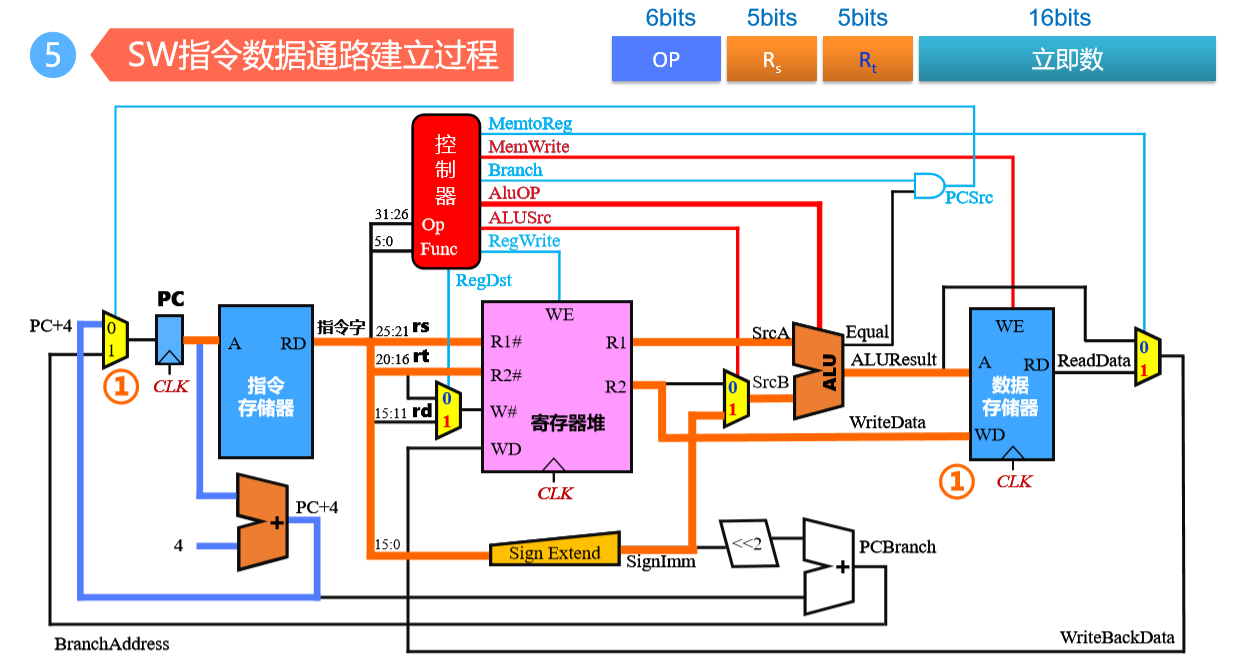 5
SW指令数据通路建立过程
6bits 5bits 5bits 16bits
OP Rs Rt 立即数
控制器
Op
Func
MemtoReg
MemWrite
Branch
AluOP
ALUSrc
RegWrite
RegDst
PCSrc
31:26
5:0
PC+4
0
1
①
PC
CLK
A RD
指令
存储器
指令字
25:21 rs
20:16 rt
15:11 rd
0
1
WE
R1# R1
R2# R2
W#
WD
寄存器堆
CLK
0
1
SrcA
SrcB
ALU
Equal
ALUResult
WriteData
WE
A RD
数据
存储器
WD
①
CLK
ReadData
0
1
PC+4
+
4
15:0
Sign Extend
SignImm
<<2
+
PCBranch
BranchAddress
WriteBackData